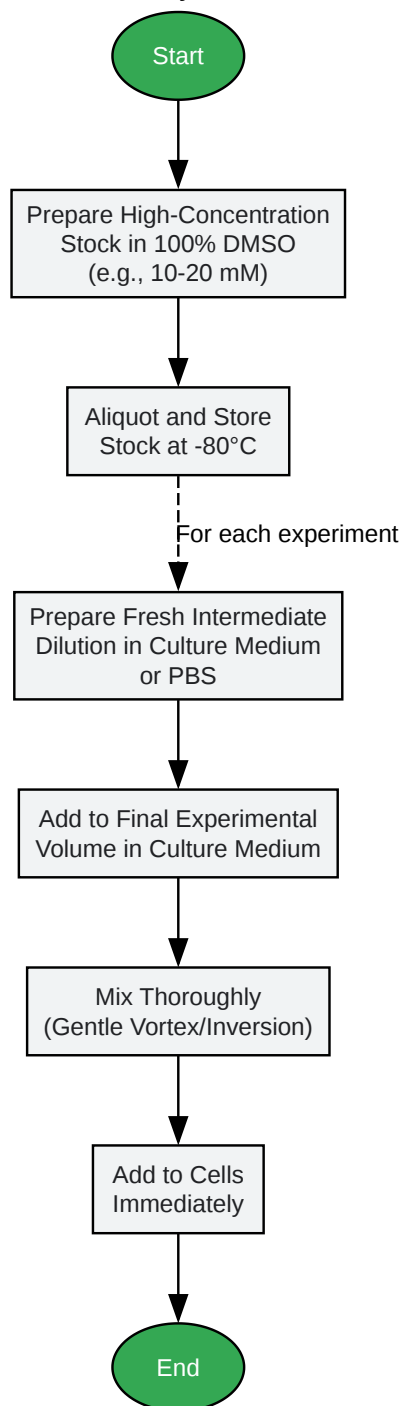 Start
Prepare High-Concentration
Stock in 100% DMSO
(e.g., 10-20 mM)
Aliquot and Store
Stock at -80°C
For each experiment
Prepare Fresh Intermediate
Dilution in Culture Medium
or PBS
Add to Final Experimental
Volume in Culture Medium
Mix Thoroughly
(Gentle Vortex/Inversion)
Add to Cells
Immediately
End